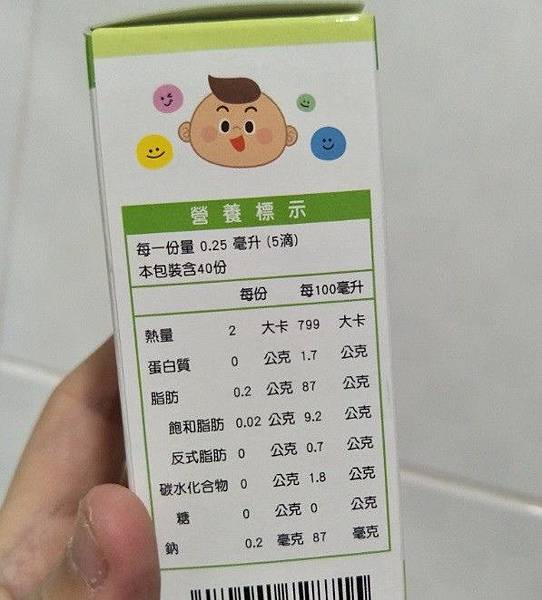 營養標示
每一份量 0.25 毫升 (5滴)
本包裝含40份
每份 每100毫升
熱量 2 大卡 799 大卡
蛋白質 0 公克 1.7 公克
脂肪 0.2 公克 87 公克
飽和脂肪 0.02 公克 9.2 公克
反式脂肪 0 公克 0.7 公克
碳水化合物 0 公克 1.8 公克
糖 0 公克 0 公克
鈉 0.2 毫克 87 毫克